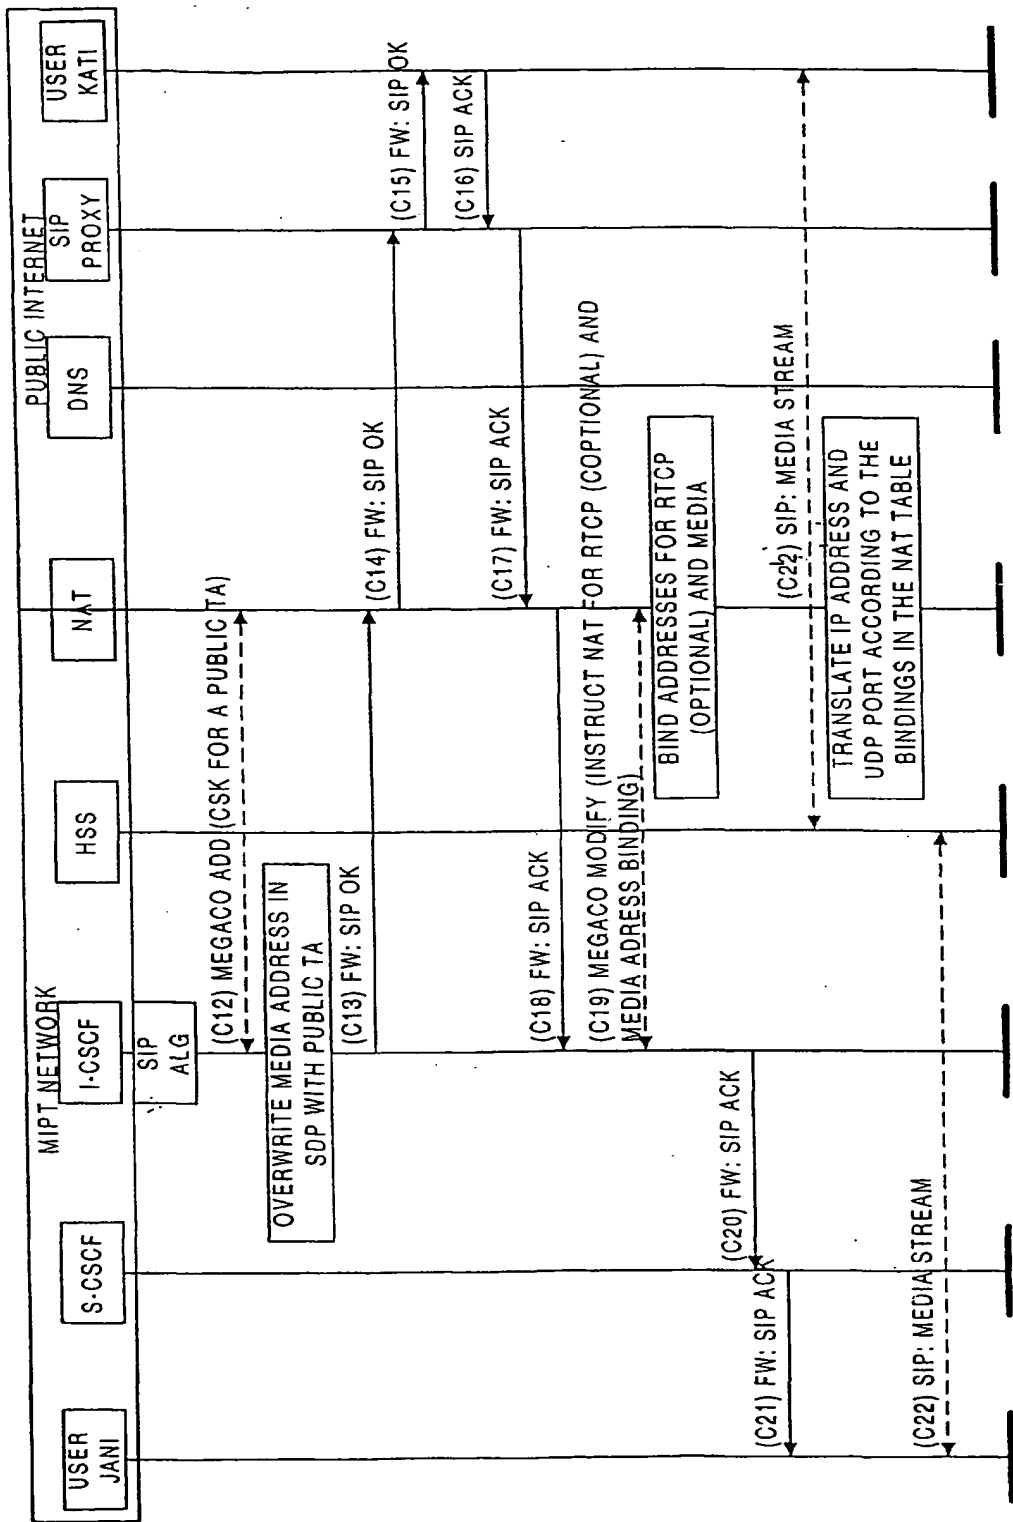 MIPT NETWORK
PUBLIC INTERNET
USER
JANI
S-CSCF
I-CSCF
SIP
ALG
HSS
NAT
DNS
SIP
PROXY
USER
KATI
(C12) MEGACO ADD (CSK FOR A PUBLIC TA)
OVERWRITE MEDIA ADDRESS IN
SDP WITH PUBLIC TA
(C13) FW: SIP OK
(C14) FW: SIP OK
(C15) FW: SIP OK
(C16) SIP ACK
(C17) FW: SIP ACK
(C18) FW: SIP ACK
(C19) MEGACO MODIFY (INSTRUCT NAT FOR RTCP (COPTIONAL) AND
MEDIA ADRESS BINDING)
BIND ADDRESSES FOR RTCP
(OPTIONAL) AND MEDIA
(C20) FW: SIP ACK
(C21) FW: SIP ACK
(C22) SIP: MEDIA STREAM
TRANSLATE IP ADDRESS AND
UDP PORT ACCORDING TO THE
BINDINGS IN THE NAT TABLE
(C22) SIP: MEDIA STREAM